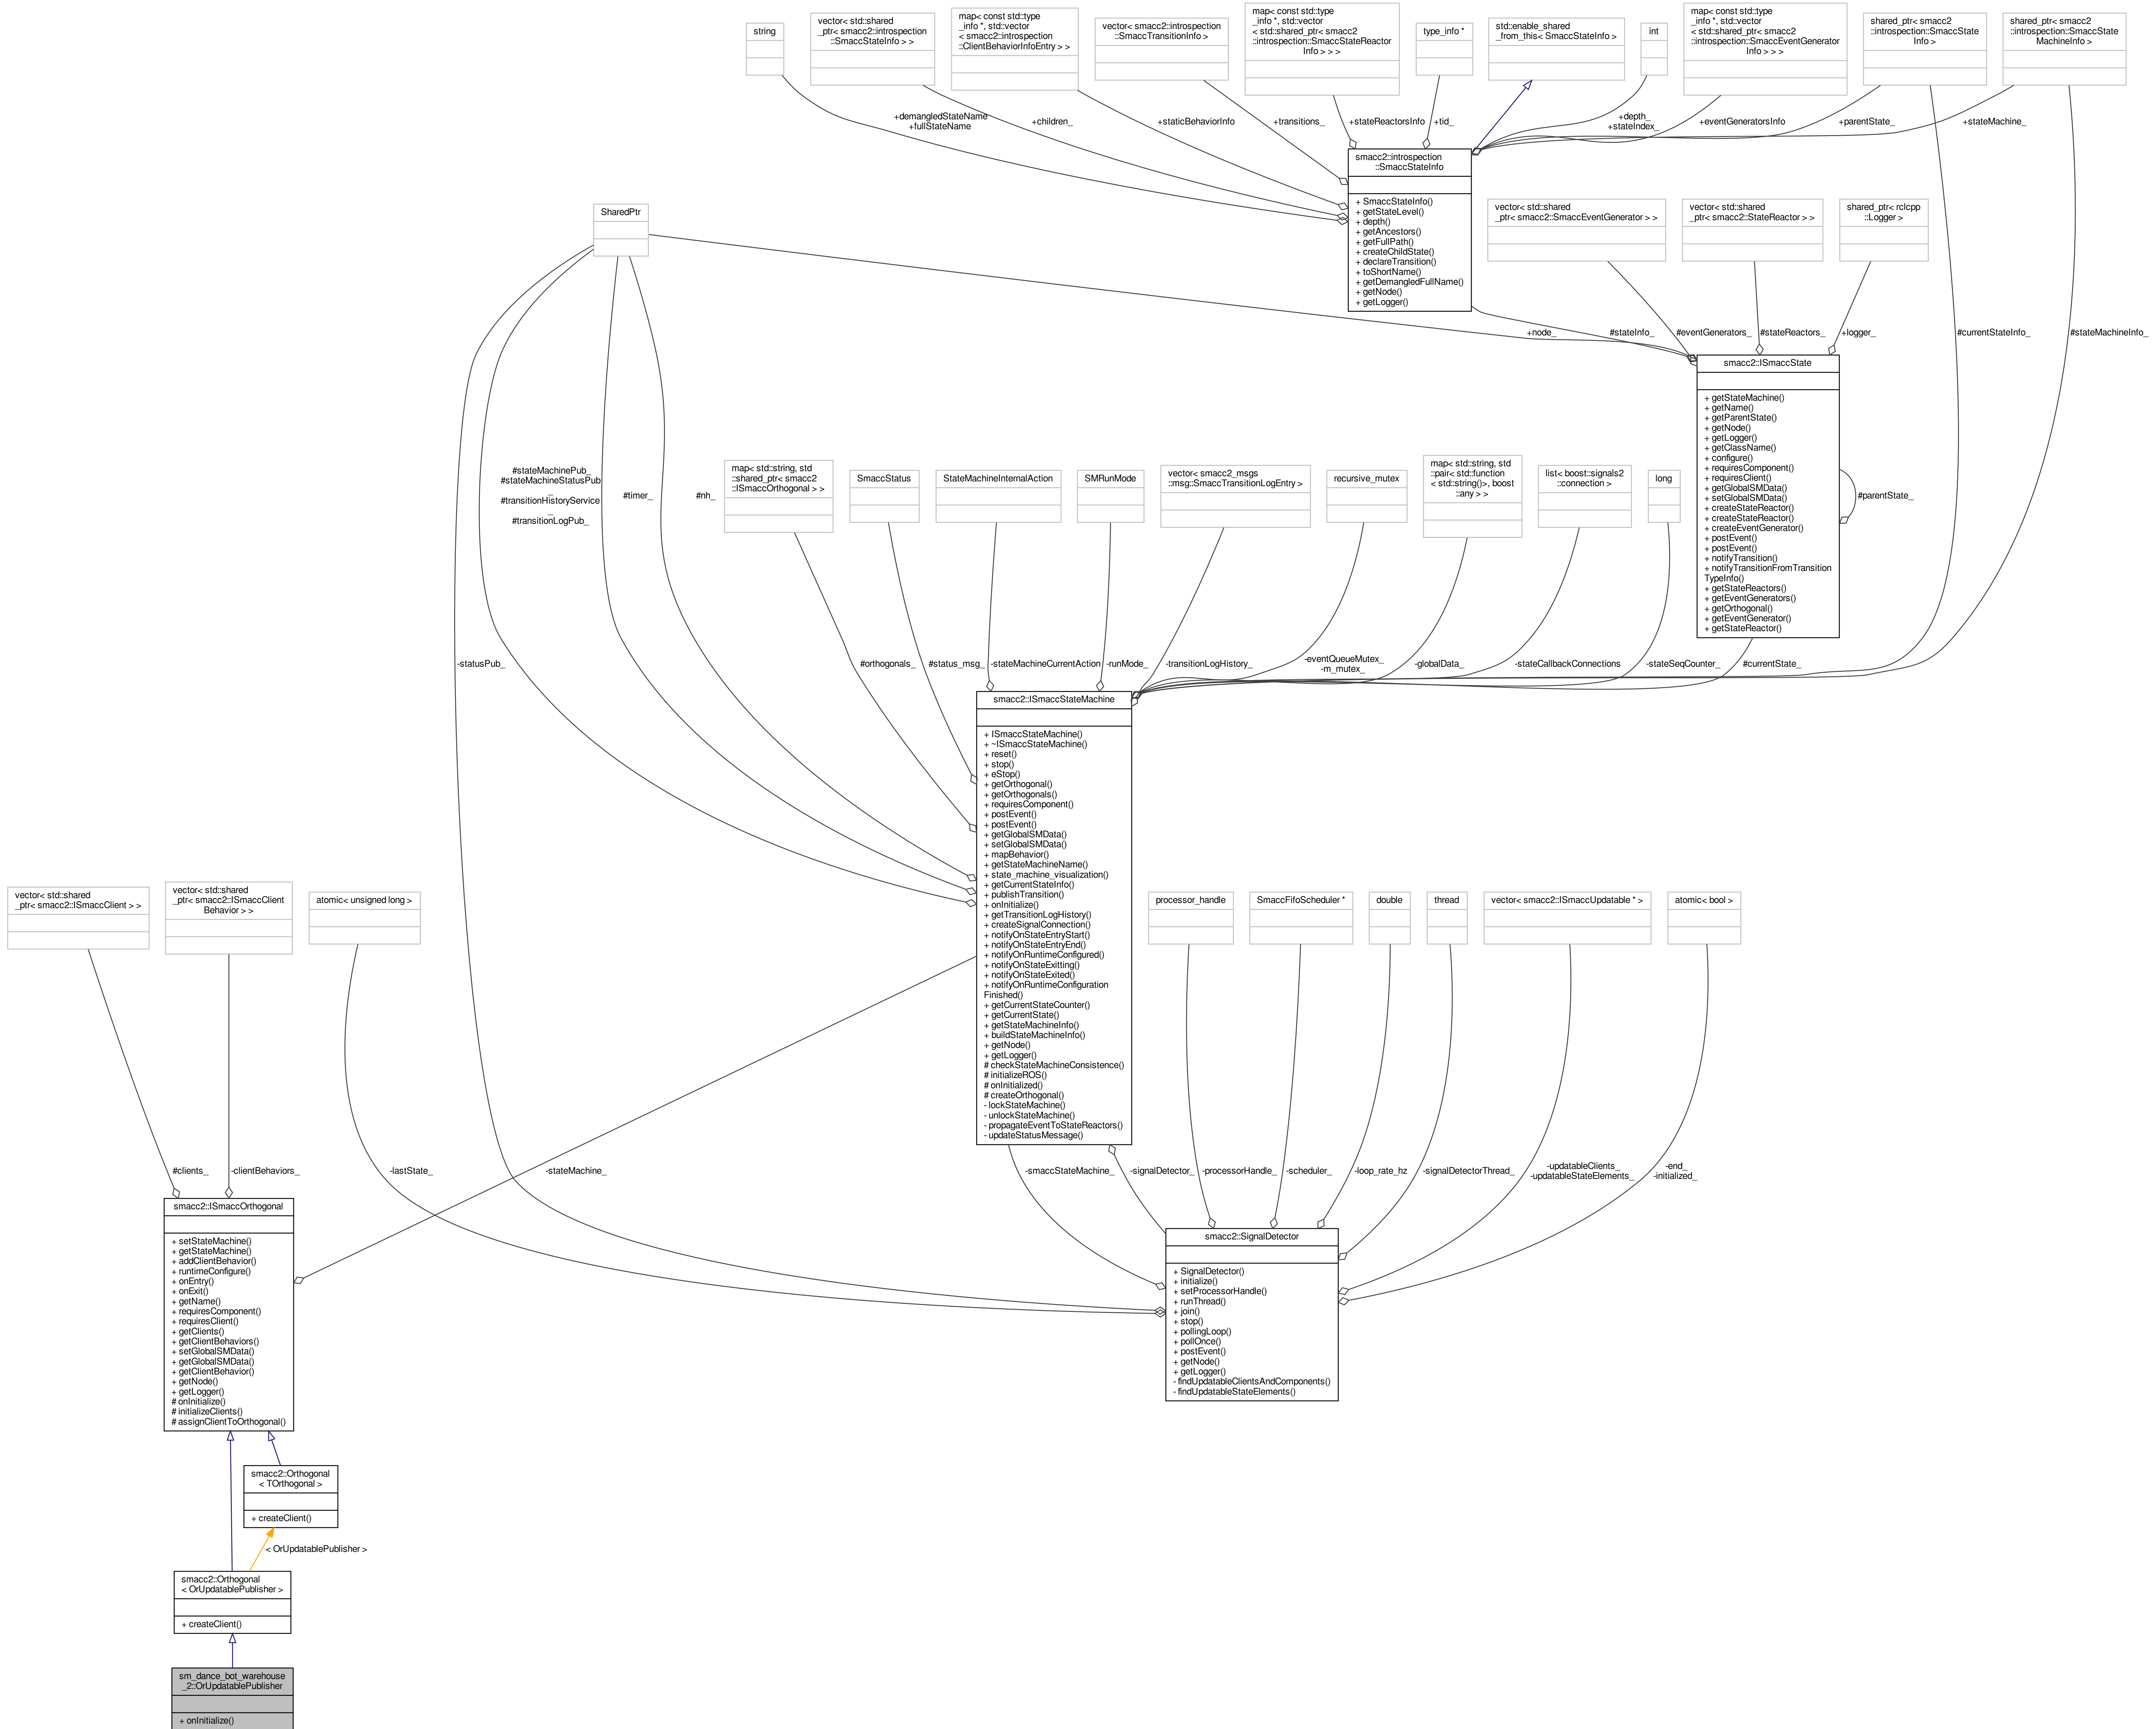 string
vector< std::shared
_ptr< smacc2::introspection
::SmaccStateInfo > >
map< const std::type
_info *, std::vector
< smacc2::introspection
::ClientBehaviorInfoEntry > >
vector< smacc2::introspection
::SmaccTransitionInfo >
map< const std::type
_info *, std::vector
< std::shared_ptr< smacc2
::introspection::SmaccStateReactor
Info > > >
type_info *
std::enable_shared
_from_this< SmaccStateInfo >
int
map< const std::type
_info *, std::vector
< std::shared_ptr< smacc2
::introspection::SmaccEventGenerator
Info > > >
shared_ptr< smacc2
::introspection::SmaccState
Info >
shared_ptr< smacc2
::introspection::SmaccState
MachineInfo >
+demangledStateName
+fullStateName
+children_
+staticBehaviorInfo
+transitions_
+stateReactorsInfo
+tid_
+depth_
+stateIndex_
+eventGeneratorsInfo
+parentState_
+stateMachine_
smacc2::introspection
::SmaccStateInfo
+ SmaccStateInfo()
+ getStateLevel()
+ depth()
+ getAncestors()
+ getFullPath()
+ createChildState()
+ declareTransition()
+ toShortName()
+ getDemangledFullName()
+ getNode()
+ getLogger()
SharedPtr
vector< std::shared
_ptr< smacc2::SmaccEventGenerator > >
vector< std::shared
_ptr< smacc2::StateReactor > >
shared_ptr< rclcpp
::Logger >
+node_
#stateInfo_
#eventGenerators_
#stateReactors_
+logger_
#currentStateInfo_
#stateMachineInfo_
smacc2::ISmaccState
+ getStateMachine()
+ getName()
+ getParentState()
+ getNode()
+ getLogger()
+ getClassName()
+ configure()
+ requiresComponent()
+ requiresClient()
+ getGlobalSMData()
+ setGlobalSMData()
+ createStateReactor()
+ createStateReactor()
+ createEventGenerator()
+ postEvent()
+ postEvent()
+ notifyTransition()
+ notifyTransitionFromTransition
TypeInfo()
+ getStateReactors()
+ getEventGenerators()
+ getOrthogonal()
+ getEventGenerator()
+ getStateReactor()
#parentState_
#stateMachinePub_
#stateMachineStatusPub
_
#transitionHistoryService
_
#transitionLogPub_
#timer_
#nh_
map< std::string, std
::shared_ptr< smacc2
::ISmaccOrthogonal > >
SmaccStatus
StateMachineInternalAction
SMRunMode
vector< smacc2_msgs
::msg::SmaccTransitionLogEntry >
recursive_mutex
map< std::string, std
::pair< std::function
< std::string()>, boost
::any > >
list< boost::signals2
::connection >
long
-statusPub_
#orthogonals_
#status_msg_
-stateMachineCurrentAction
-runMode_
-transitionLogHistory_
-eventQueueMutex_
-m_mutex_
-globalData_
-stateCallbackConnections
-stateSeqCounter_
#currentState_
smacc2::ISmaccStateMachine
+ ISmaccStateMachine()
+ ~ISmaccStateMachine()
+ reset()
+ stop()
+ eStop()
+ getOrthogonal()
+ getOrthogonals()
+ requiresComponent()
+ postEvent()
+ postEvent()
+ getGlobalSMData()
+ setGlobalSMData()
+ mapBehavior()
+ getStateMachineName()
+ state_machine_visualization()
+ getCurrentStateInfo()
+ publishTransition()
+ onInitialize()
+ getTransitionLogHistory()
+ createSignalConnection()
+ notifyOnStateEntryStart()
+ notifyOnStateEntryEnd()
+ notifyOnRuntimeConfigured()
+ notifyOnStateExitting()
+ notifyOnStateExited()
+ notifyOnRuntimeConfiguration
Finished()
+ getCurrentStateCounter()
+ getCurrentState()
+ getStateMachineInfo()
+ buildStateMachineInfo()
+ getNode()
+ getLogger()
# checkStateMachineConsistence()
# initializeROS()
# onInitialized()
# createOrthogonal()
- lockStateMachine()
- unlockStateMachine()
- propagateEventToStateReactors()
- updateStatusMessage()
vector< std::shared
_ptr< smacc2::ISmaccClient > >
vector< std::shared
_ptr< smacc2::ISmaccClient
Behavior > >
atomic< unsigned long >
processor_handle
SmaccFifoScheduler *
double
thread
vector< smacc2::ISmaccUpdatable * >
atomic< bool >
#clients_
-clientBehaviors_
-lastState_
-stateMachine_
-smaccStateMachine_
-signalDetector_
-processorHandle_
-scheduler_
-loop_rate_hz
-signalDetectorThread_
-updatableClients_
-updatableStateElements_
-end_
-initialized_
smacc2::ISmaccOrthogonal
+ setStateMachine()
+ getStateMachine()
+ addClientBehavior()
+ runtimeConfigure()
+ onEntry()
+ onExit()
+ getName()
+ requiresComponent()
+ requiresClient()
+ getClients()
+ getClientBehaviors()
+ setGlobalSMData()
+ getGlobalSMData()
+ getClientBehavior()
+ getNode()
+ getLogger()
# onInitialize()
# initializeClients()
# assignClientToOrthogonal()
smacc2::SignalDetector
+ SignalDetector()
+ initialize()
+ setProcessorHandle()
+ runThread()
+ join()
+ stop()
+ pollingLoop()
+ pollOnce()
+ postEvent()
+ getNode()
+ getLogger()
- findUpdatableClientsAndComponents()
- findUpdatableStateElements()
smacc2::Orthogonal
< TOrthogonal >
+ createClient()
< OrUpdatablePublisher >
smacc2::Orthogonal
< OrUpdatablePublisher >
+ createClient()
sm_dance_bot_warehouse
_2::OrUpdatablePublisher
+ onInitialize()